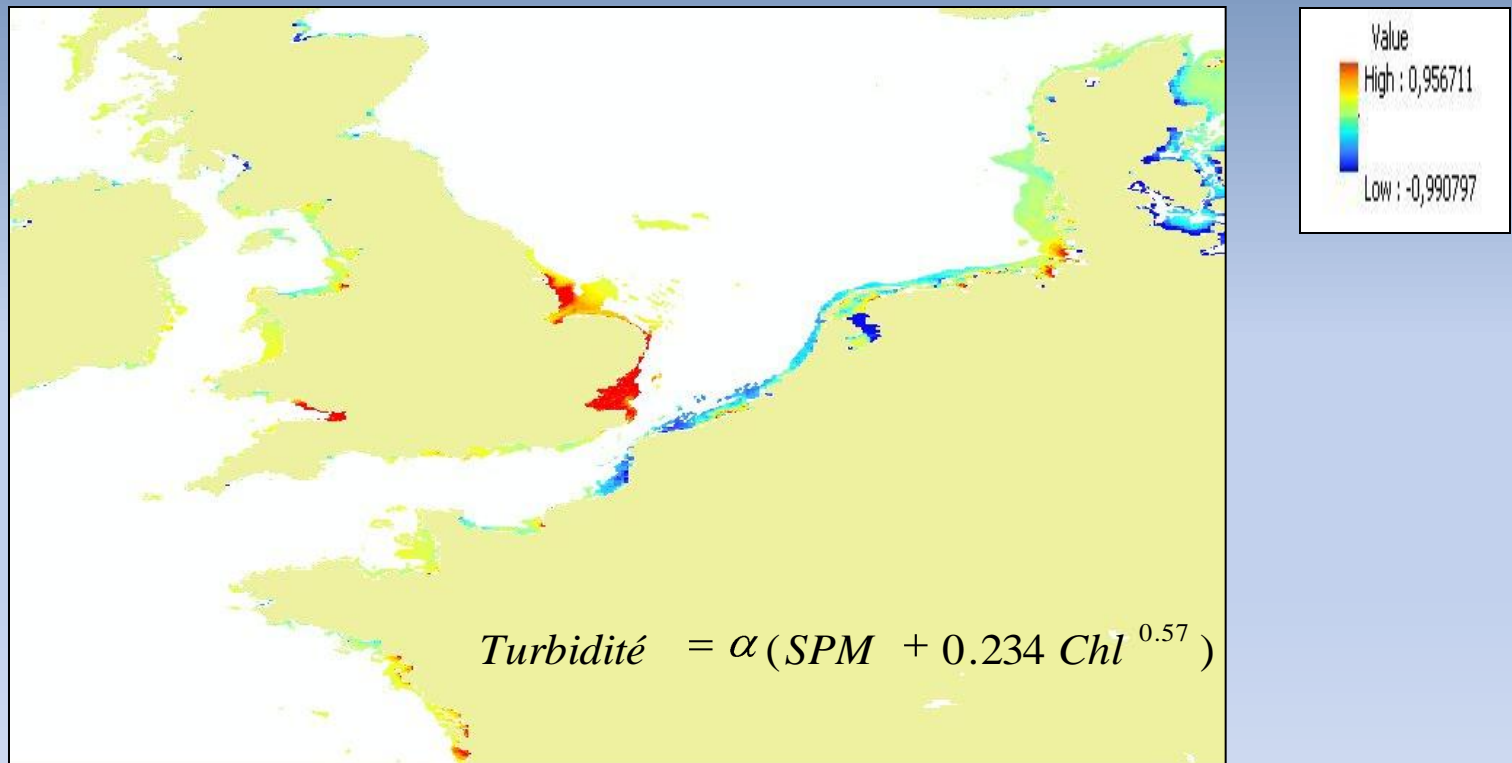 Value
High : 0,956711
Low : -0,990797
Turbidité = α ( SPM + 0.234 Chl 0.57 )